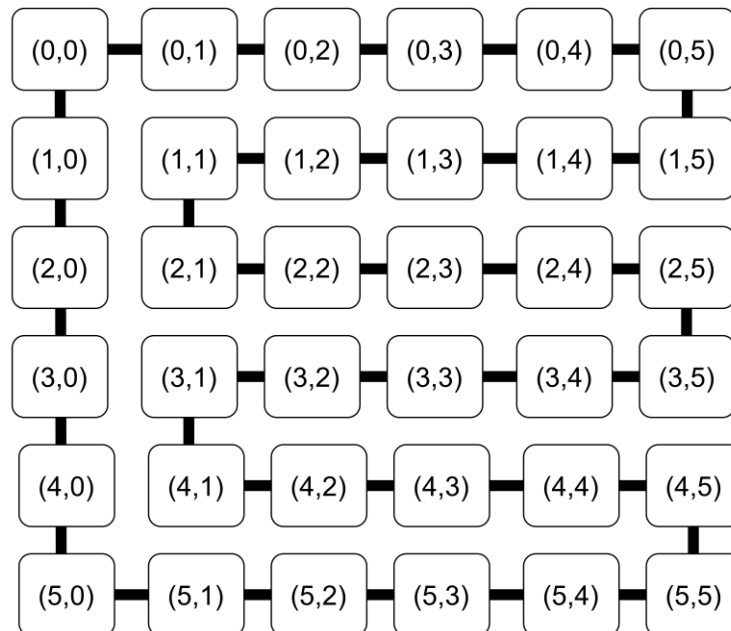 (0,0) (0,1) (0,2) (0,3) (0,4) (0,5)
(1,0) (1,1) (1,2) (1,3) (1,4) (1,5)
(2,0) (2,1) (2,2) (2,3) (2,4) (2,5)
(3,0) (3,1) (3,2) (3,3) (3,4) (3,5)
(4,0) (4,1) (4,2) (4,3) (4,4) (4,5)
(5,0) (5,1) (5,2) (5,3) (5,4) (5,5)